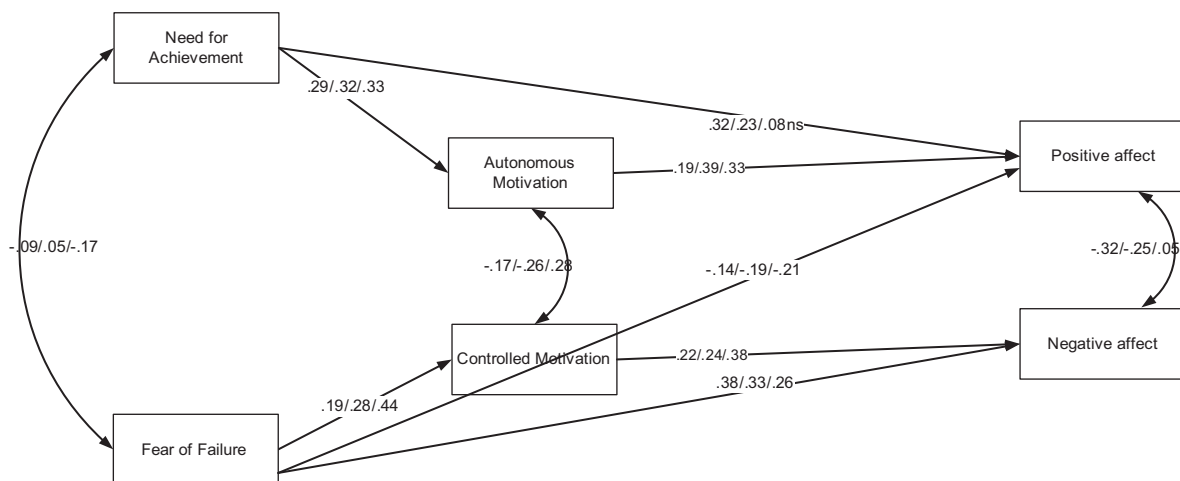 Need for
Achievement
.29/.32/.33
.32/.23/.08ns
Autonomous
Motivation
.19/.39/.33
Positive affect
-.09/.05/-.17
-.17/-.26/.28
-.14/-.19/-.21
-.32/-.25/.05
Controlled Motivation
.22/.24/.38
Negative affect
.38/.33/.26
.19/.28/.44
Fear of Failure